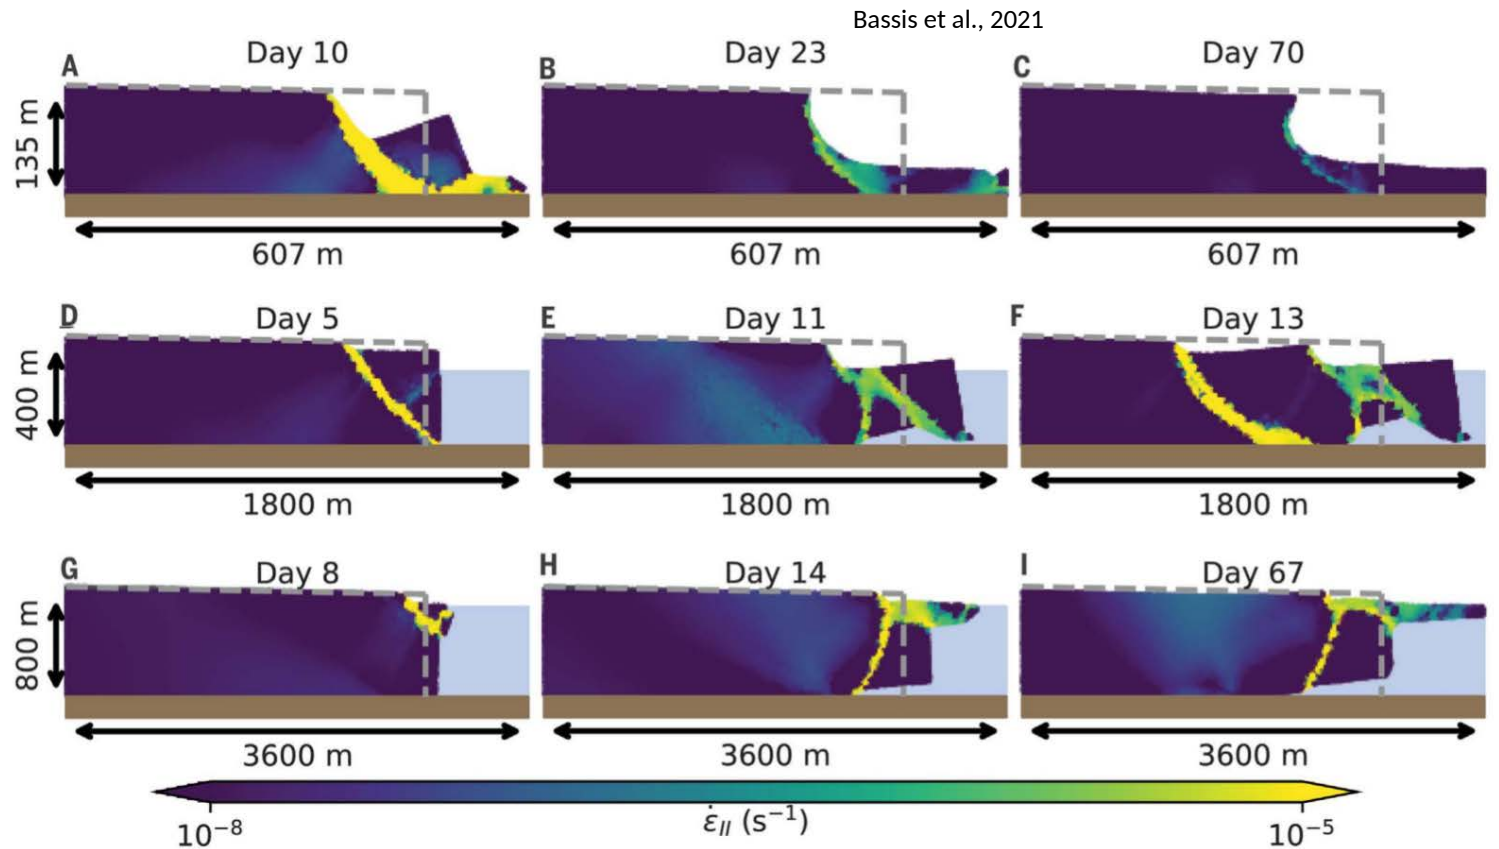 Bassis et al., 2021
A Day 10
B Day 23
C Day 70
135 m
607 m
607 m
607 m
D Day 5
E Day 11
F Day 13
400 m
1800 m
1800 m
1800 m
G Day 8
H Day 14
I Day 67
800 m
3600 m
3600 m
3600 m
10⁻⁸ ε̇_II (s⁻¹) 10⁻⁵